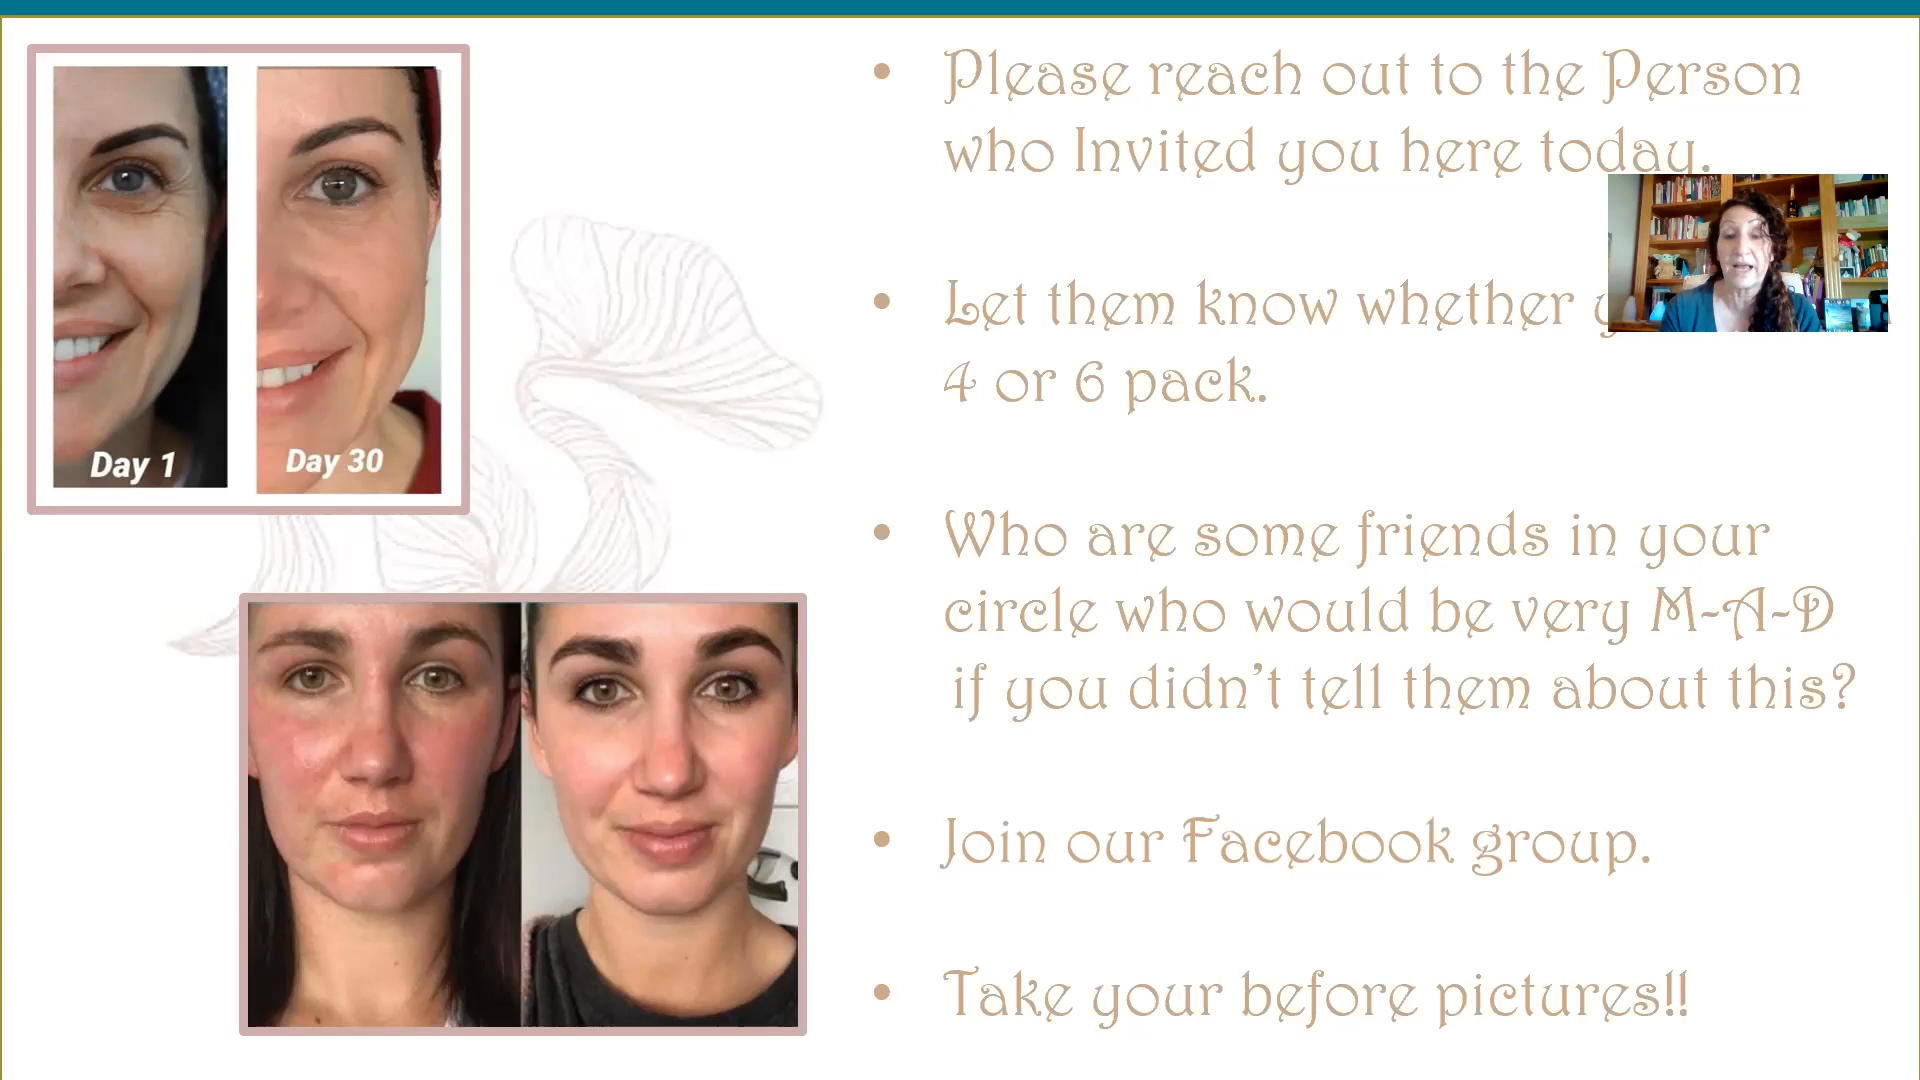 Day 1
Day 30
• Please reach out to the Person
who Invited you here today.
• Let them know whether
4 or 6 pack.
• Who are some friends in your
circle who would be very M-A-D
if you didn't tell them about this?
• Join our Facebook group.
• Take your before pictures!!